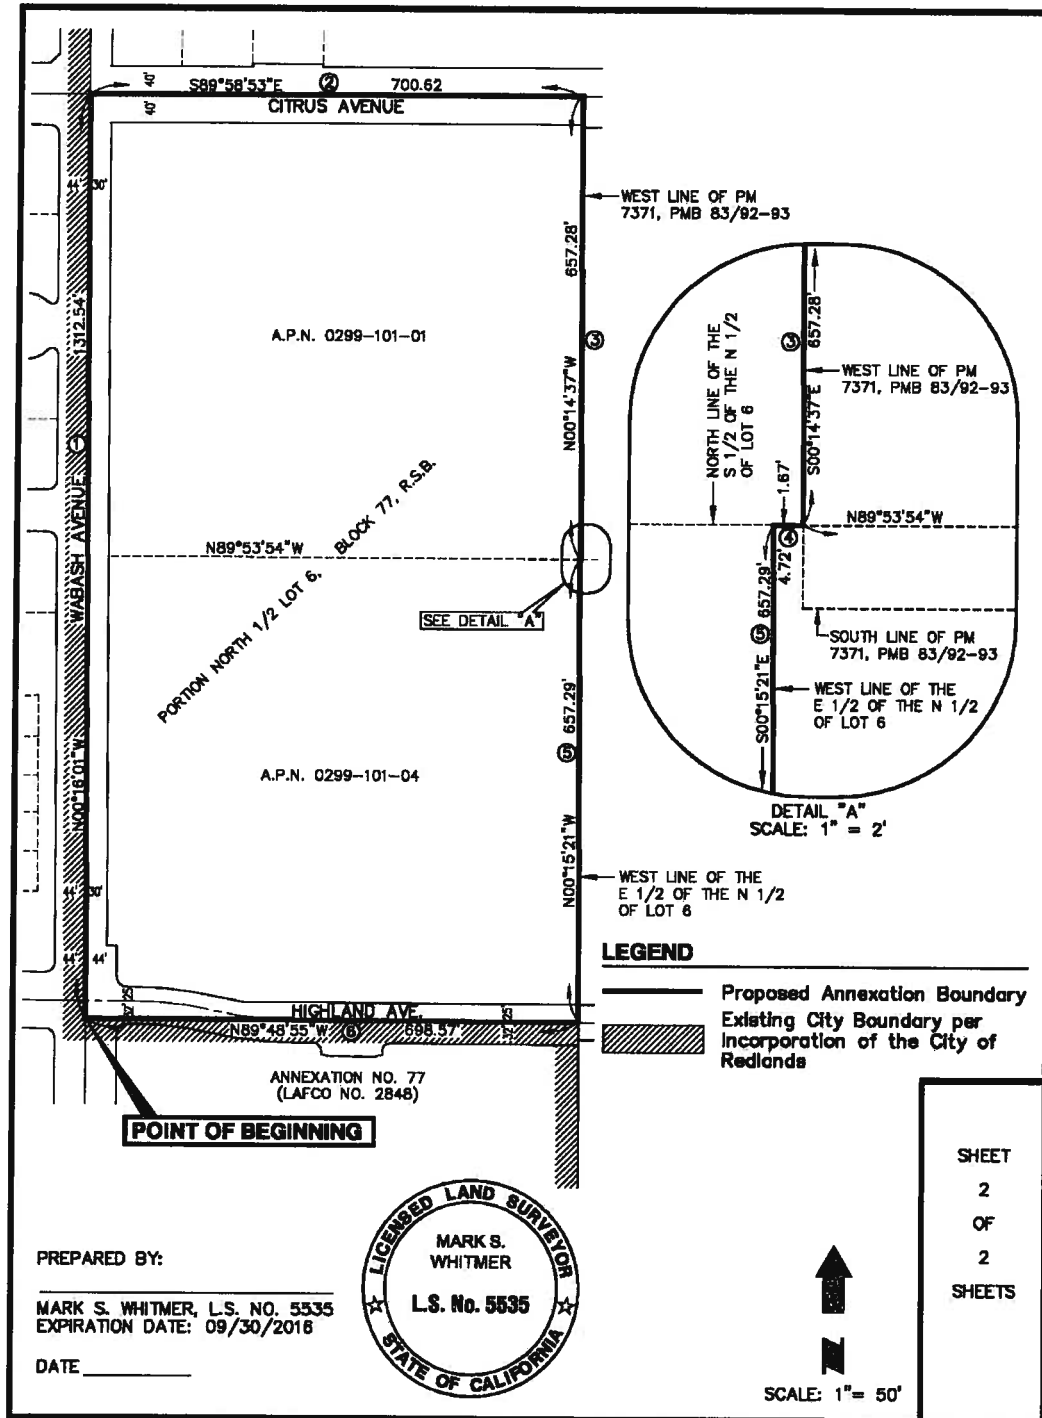 S89°58'53"E ② 700.62
40'
40'
CITRUS AVENUE
44' 30'
WEST LINE OF PM
7371, PMB 83/92-93
657.28'
③
N00°14'37"W
1312.54'
①
WABASH AVENUE
N00°16'01"W
A.P.N. 0299-101-01
N89°53'54"W
PORTION NORTH 1/2 LOT 6, BLOCK 77, R.S.B.
SEE DETAIL "A"
657.29'
⑤
N00°15'21"W
A.P.N. 0299-101-04
WEST LINE OF THE
E 1/2 OF THE N 1/2
OF LOT 6
44' 30'
44' 44'
25'
32'
HIGHLAND AVE.
25'
32'
N89°48'55"W ⑥ 698.57'
ANNEXATION NO. 77
(LAFCO NO. 2848)
POINT OF BEGINNING
NORTH LINE OF THE
S 1/2 OF THE N 1/2
OF LOT 6
657.28'
③
WEST LINE OF PM
7371, PMB 83/92-93
S00°14'37"E
1.67'
N89°53'54"W
④
4.72'
657.29'
⑤
S00°15'21"E
SOUTH LINE OF PM
7371, PMB 83/92-93
WEST LINE OF THE
E 1/2 OF THE N 1/2
OF LOT 6
DETAIL "A"
SCALE: 1" = 2'
LEGEND
Proposed Annexation Boundary
Existing City Boundary per
Incorporation of the City of
Redlands
PREPARED BY:
MARK S. WHITMER, L.S. NO. 5535
EXPIRATION DATE: 09/30/2016
DATE
LICENSED LAND SURVEYOR
MARK S.
WHITMER
L.S. No. 5535
STATE OF CALIFORNIA
N
SCALE: 1"= 50'
SHEET
2
OF
2
SHEETS